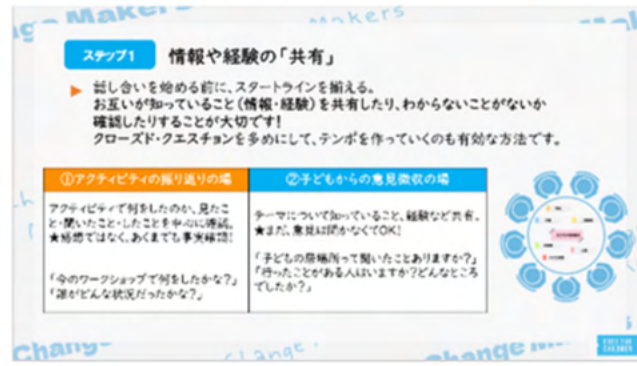 Change Makers
ステップ1 情報や経験の「共有」
▶ 話し合いを始める前に、スタートラインを揃える。
お互いが知っていること(情報・経験)を共有したり、わからないことがないか
確認したりすることが大切です!
クローズド・クエスチョンを多めにして、テンポを作っていくのも有効な方法です。
①アクティビティの振り返りの場
アクティビティで何をしたのか、見たこ
と・聞いたこと・したことを中心に確認。
★感想ではなく、あくまでも事実確認!
「今のワークショップで何をしたかな?」
「誰がどんな状況だったかな?」
②子どもからの意見徴収の場
テーマについて知っていること、経験など共有。
★まだ、意見は聞かなくてOK!
「子どもの居場所って聞いたことありますか?」
「行ったことがある人はいますか?どんなところ
でしたか?」
Change
Change Makers